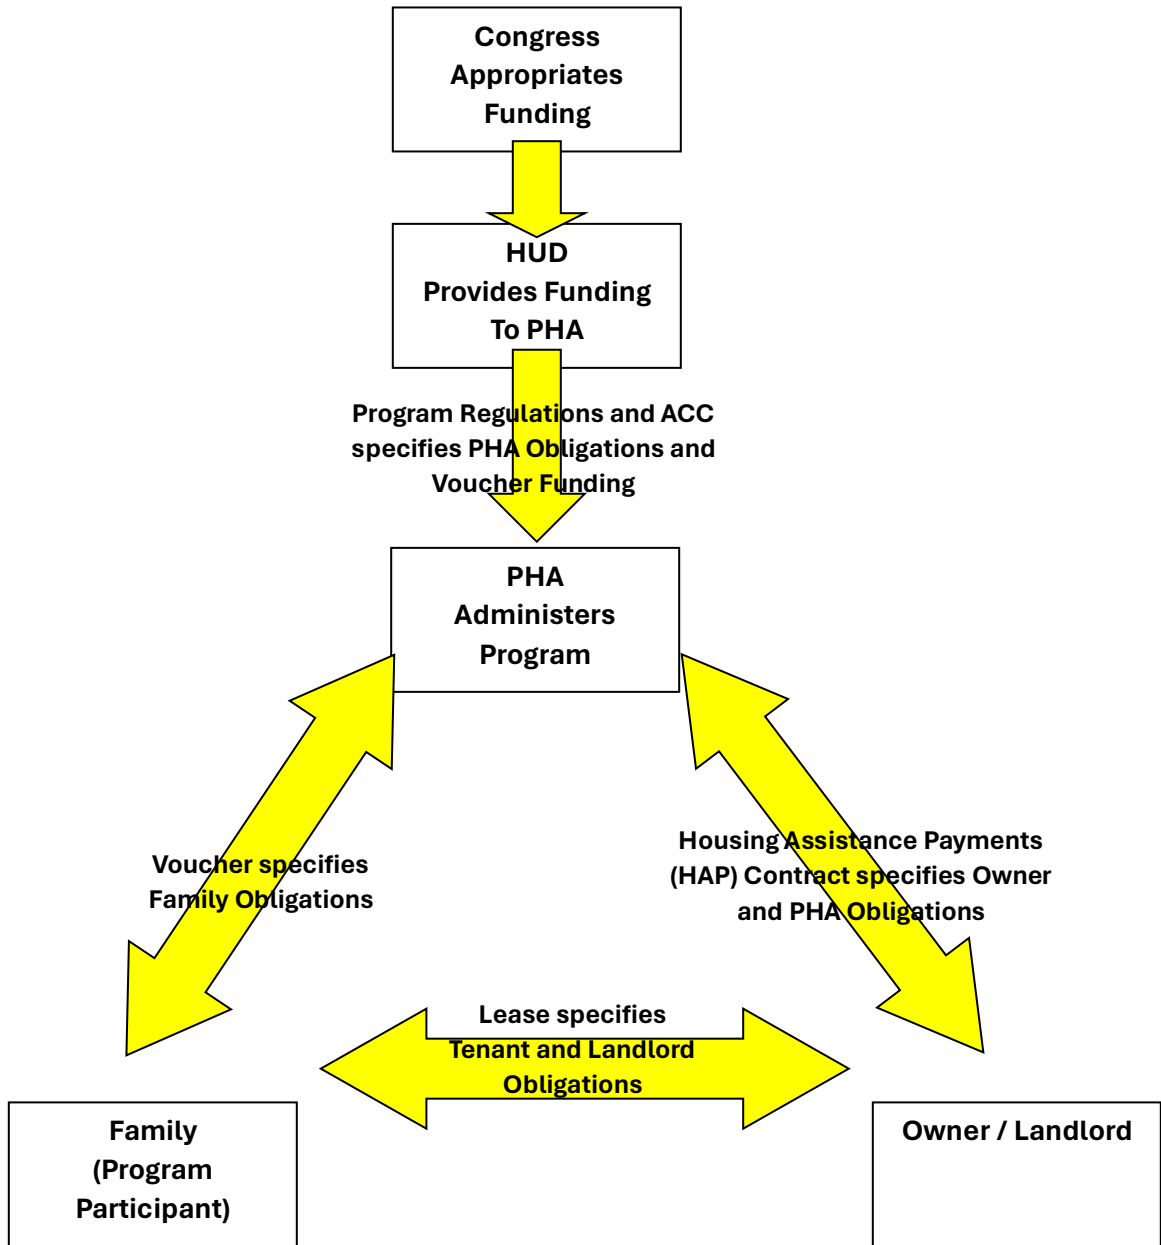 Congress
Appropriates
Funding
HUD
Provides Funding
To PHA
Program Regulations and ACC
specifies PHA Obligations and
Voucher Funding
PHA
Administers
Program
Voucher specifies
Family Obligations
Housing Assistance Payments
(HAP) Contract specifies Owner
and PHA Obligations
Lease specifies
Tenant and Landlord
Obligations
Family
(Program
Participant)
Owner / Landlord